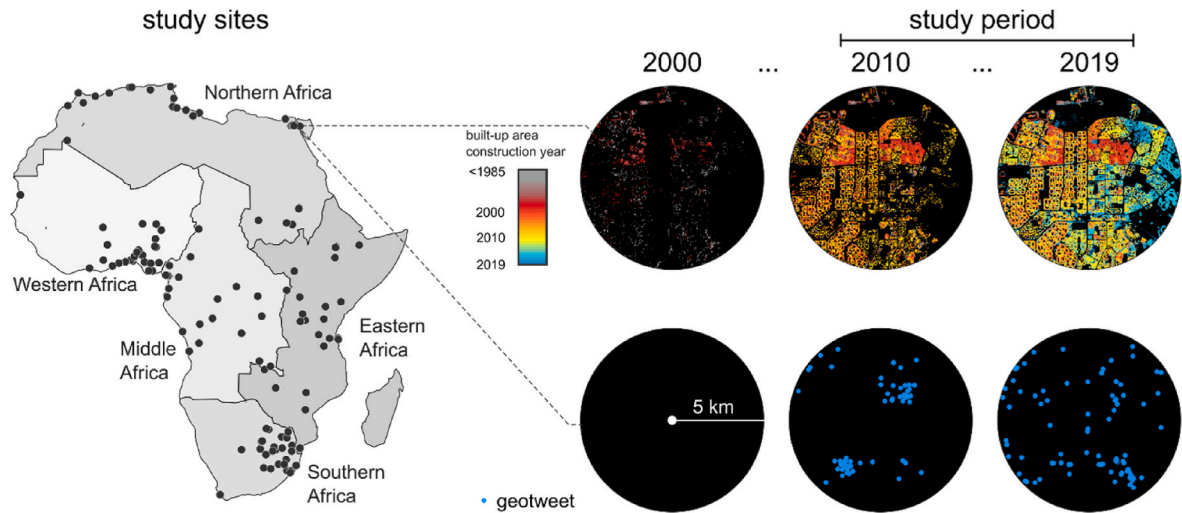 study sites
study period
2000
...
2010
...
2019
Northern Africa
Western Africa
Middle
Africa
Eastern
Africa
Southern
Africa
built-up area
construction year
<1985
2000
2010
2019
5 km
geotweet